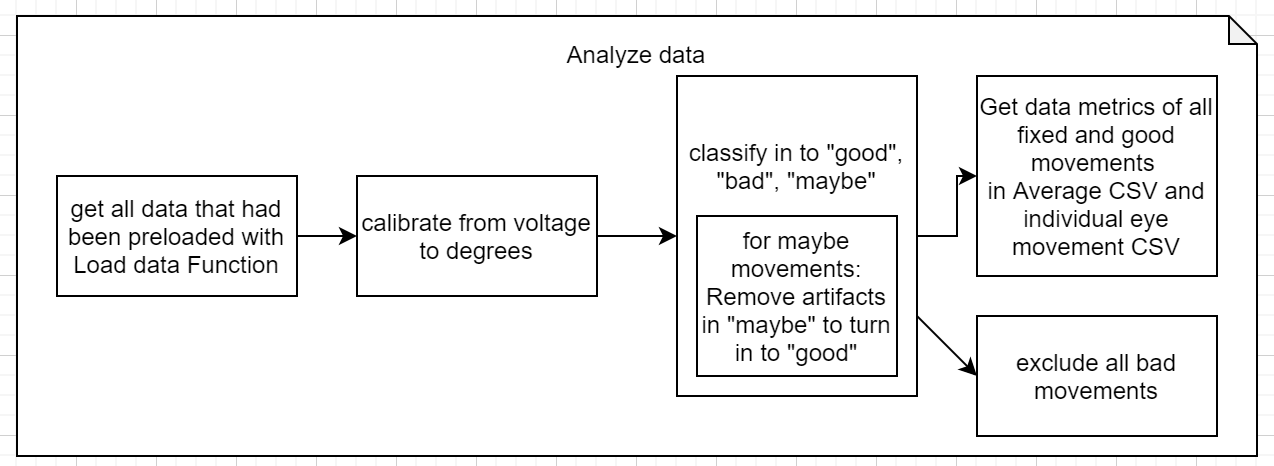 Analyze data
get all data that had
been preloaded with
Load data Function
calibrate from voltage
to degrees
classify in to "good",
"bad", "maybe"
for maybe
movements:
Remove artifacts
in "maybe" to turn
in to "good"
Get data metrics of all
fixed and good
movements
in Average CSV and
individual eye
movement CSV
exclude all bad
movements